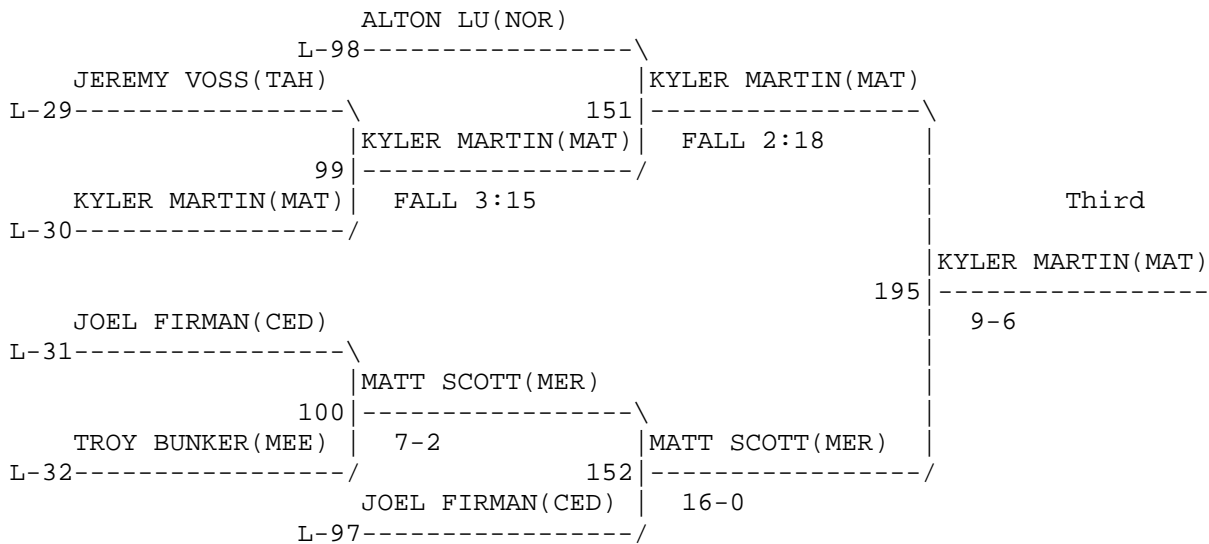 ALTON LU(NOR)
L-98-----------------\
JEREMY VOSS(TAH) |KYLER MARTIN(MAT)
L-29-----------------\ 151|-----------------\
|KYLER MARTIN(MAT)| FALL 2:18 |
99|-----------------/ |
KYLER MARTIN(MAT)| FALL 3:15 | Third
L-30-----------------/ |
|KYLER MARTIN(MAT)
195|-----------------
JOEL FIRMAN(CED) | 9-6
L-31-----------------\ |
|MATT SCOTT(MER) |
100|-----------------\ |
TROY BUNKER(MEE) | 7-2 |MATT SCOTT(MER) |
L-32-----------------/ 152|-----------------/
JOEL FIRMAN(CED) | 16-0
L-97-----------------/